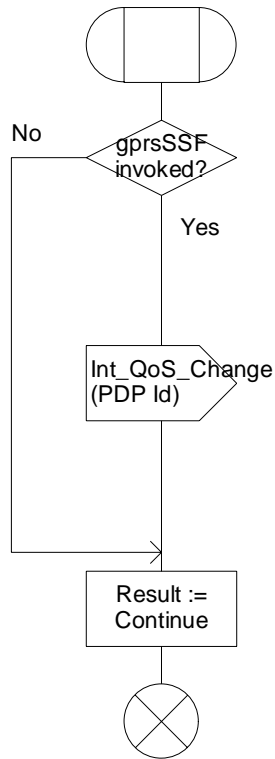 No
gprsSSF
invoked?
Yes
Int_QoS_Change
(PDP Id)
Result :=
Continue